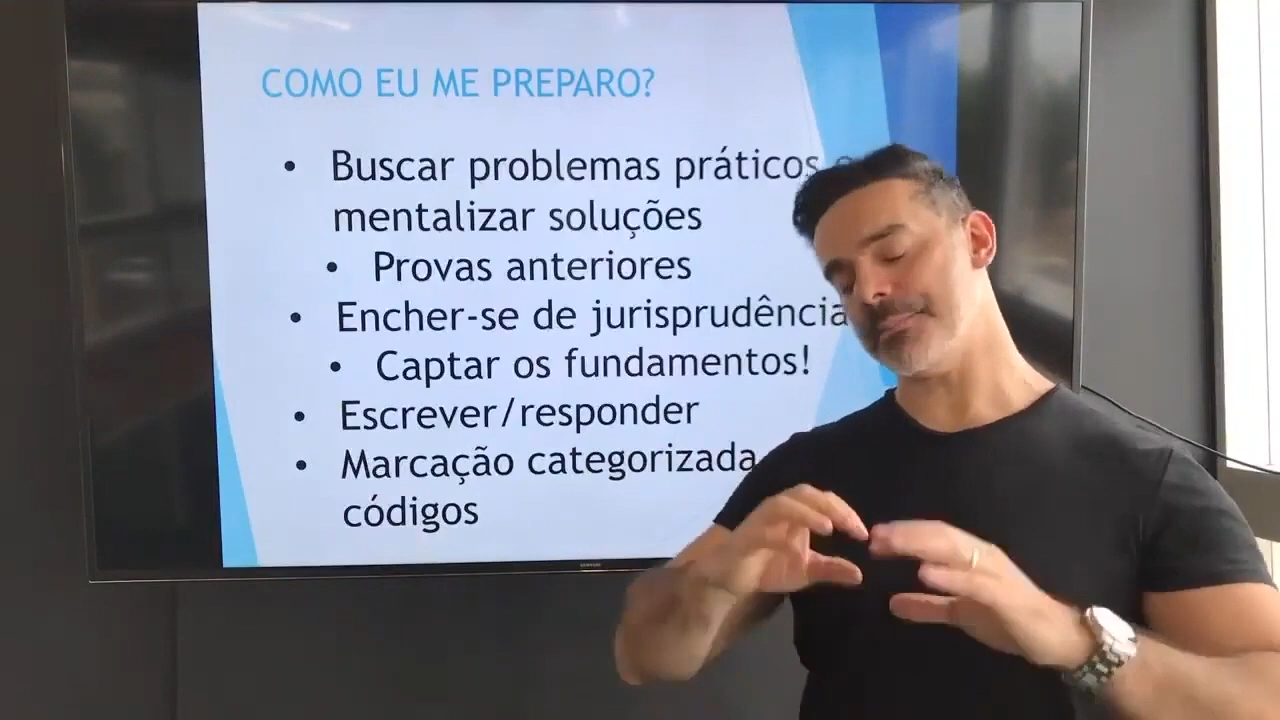 COMO EU ME PREPARO?
• Buscar problemas práticos
mentalizar soluções
• Provas anteriores
• Encher-se de jurisprudência
• Captar os fundamentos!
• Escrever/responder
• Marcação categorizada
códigos
SAMSUNG